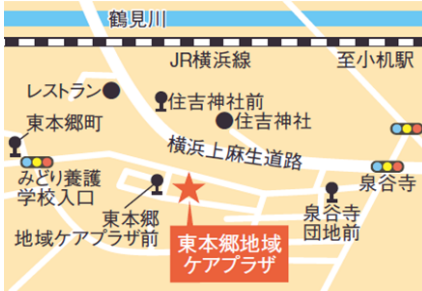 鶴見川
JR横浜線
至小机駅
レストラン
住吉神社前
住吉神社
東本郷町
横浜上麻生道路
みどり養護
学校入口
泉谷寺
東本郷
地域ケアプラザ前
泉谷寺
団地前
東本郷地域
ケアプラザ